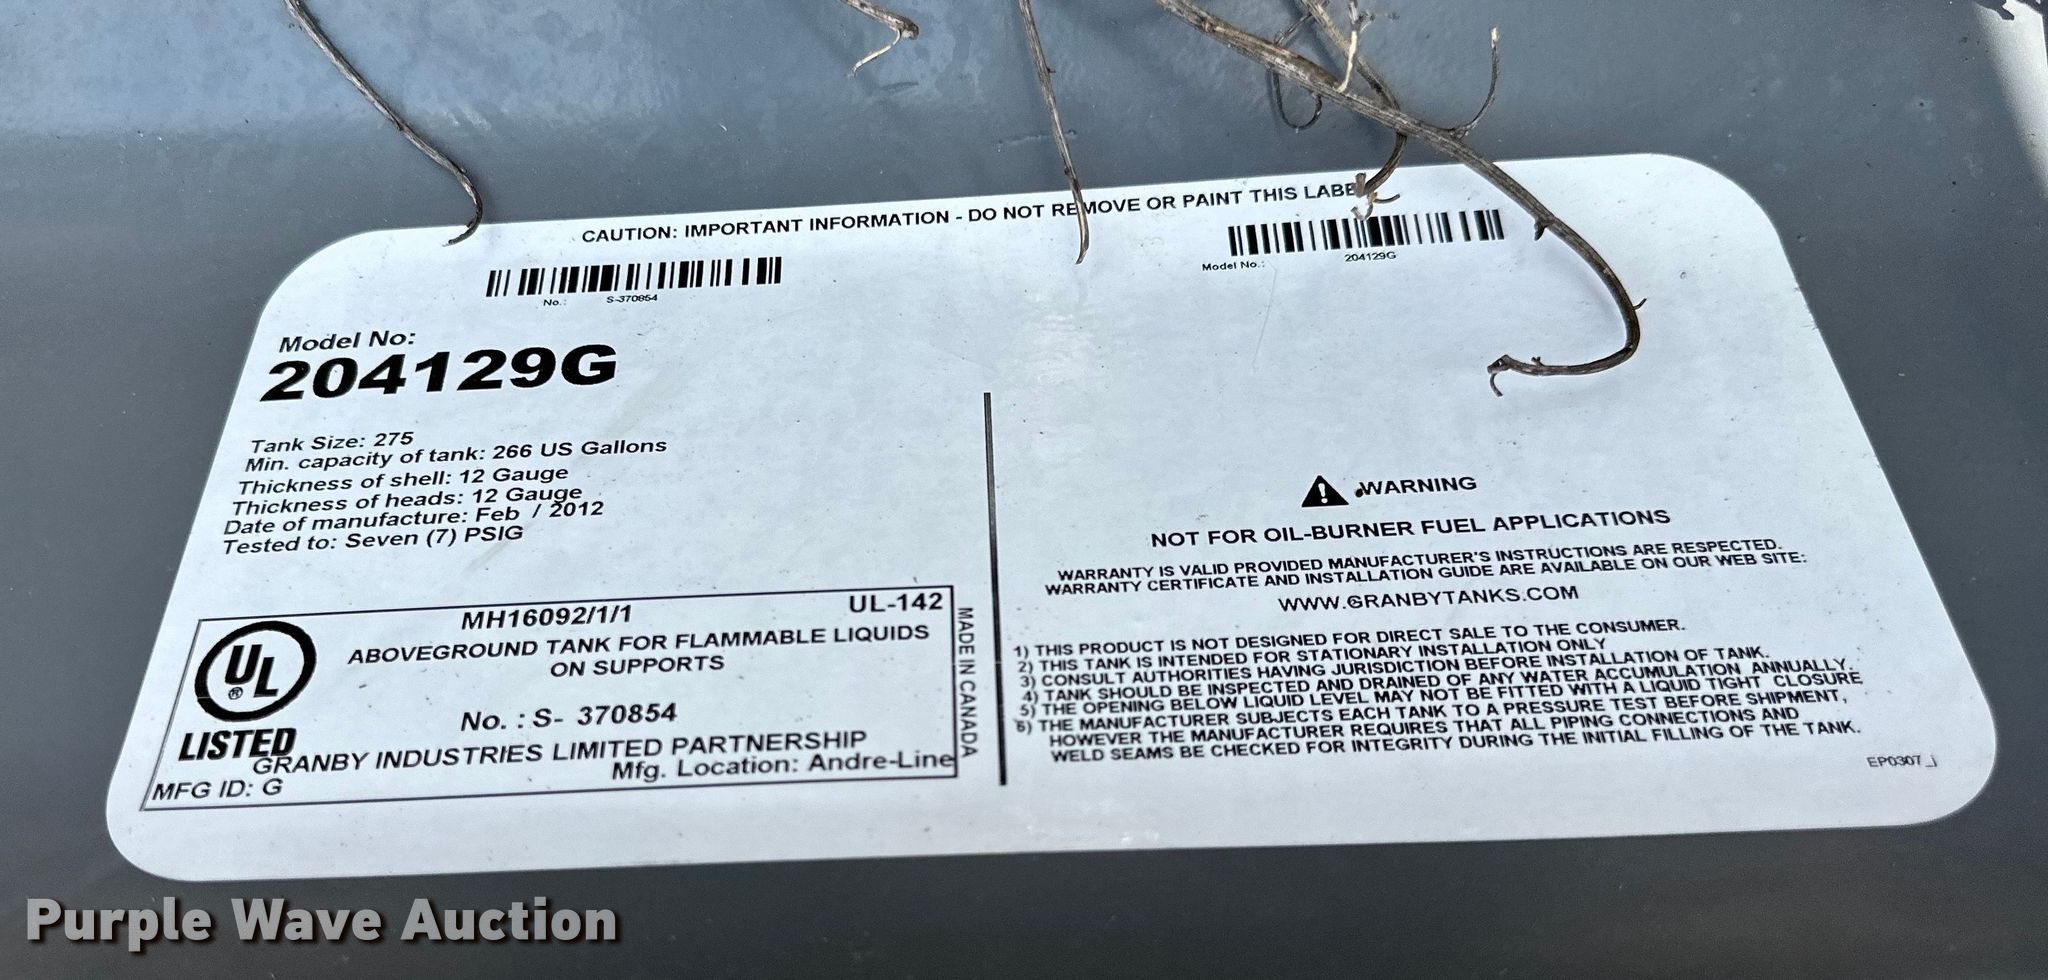 CAUTION: IMPORTANT INFORMATION - DO NOT REMOVE OR PAINT THIS LABEL
No.: S-370854
Model No.: 204129G
Model No:
204129G
Tank Size: 275
Min. capacity of tank: 266 US Gallons
Thickness of shell: 12 Gauge
Thickness of heads: 12 Gauge
Date of manufacture: Feb / 2012
Tested to: Seven (7) PSIG
MH16092/1/1
UL-142
UL ®
LISTED
ABOVEGROUND TANK FOR FLAMMABLE LIQUIDS
ON SUPPORTS
No. : S- 370854
GRANBY INDUSTRIES LIMITED PARTNERSHIP
Mfg. Location: Andre-Line
MFG ID: G
MADE IN CANADA
WARNING
NOT FOR OIL-BURNER FUEL APPLICATIONS
WARRANTY IS VALID PROVIDED MANUFACTURER'S INSTRUCTIONS ARE RESPECTED.
WARRANTY CERTIFICATE AND INSTALLATION GUIDE ARE AVAILABLE ON OUR WEB SITE:
WWW.GRANBYTANKS.COM
1) THIS PRODUCT IS NOT DESIGNED FOR DIRECT SALE TO THE CONSUMER.
2) THIS TANK IS INTENDED FOR STATIONARY INSTALLATION ONLY
3) CONSULT AUTHORITIES HAVING JURISDICTION BEFORE INSTALLATION OF TANK.
4) TANK SHOULD BE INSPECTED AND DRAINED OF ANY WATER ACCUMULATION ANNUALLY.
5) THE OPENING BELOW LIQUID LEVEL MAY NOT BE FITTED WITH A LIQUID TIGHT CLOSURE
6) THE MANUFACTURER SUBJECTS EACH TANK TO A PRESSURE TEST BEFORE SHIPMENT,
HOWEVER THE MANUFACTURER REQUIRES THAT ALL PIPING CONNECTIONS AND
WELD SEAMS BE CHECKED FOR INTEGRITY DURING THE INITIAL FILLING OF THE TANK.
EP0307_j
Purple Wave Auction